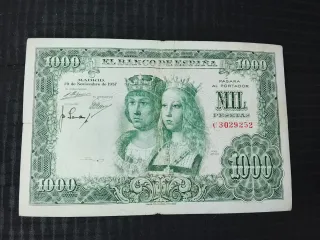 1000 EL BANCO DE ESPAÑA 1000
MADRID
29 de Noviembre de 1957
PAGARÁ
AL PORTADOR
MIL
PESETAS
C3029252
1000 1000